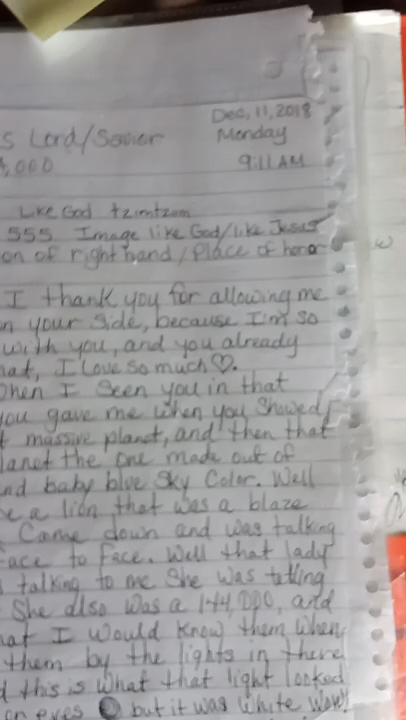 Dec, 11, 2018
s Lord/Savior Monday
4,000 9:11 AM
Like God tzimtzum
555 Image like God/like Jesus
on of right hand/Place of honor
I thank you for allowing me
n your side, because I'm so
with you, and you already
hat, I love so much ♡.
When I Seen you in that
you gave me when you Showed
t massive planet, and then that
lanet the one made out of
nd baby blue Sky Color. Well
e a lion that was a blaze
Came down and was talking
ace to Face. Well that lady
talking to me She was telling
She also was a 144,000, and
hat I would know them when
them by the lights in there
d this is what that light looked
an eyes but it was White Wow!